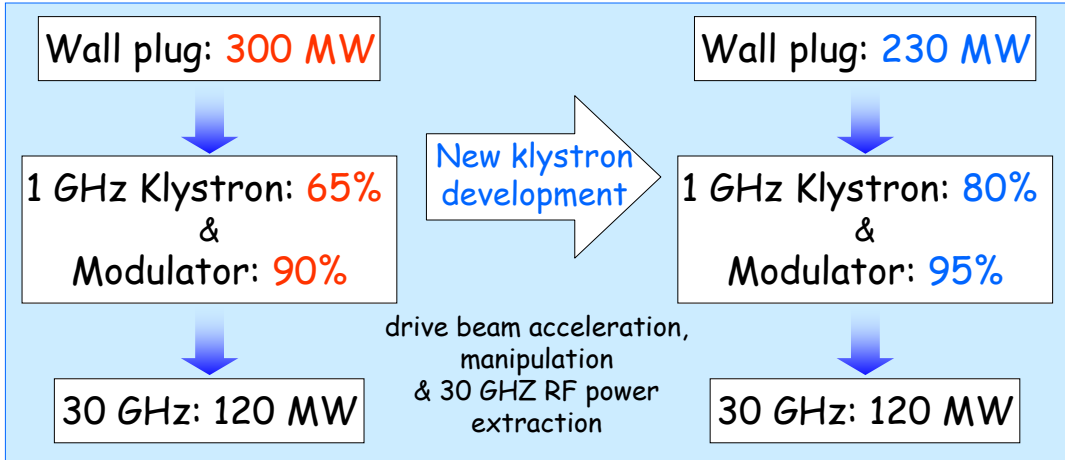 Wall plug: 300 MW
1 GHz Klystron: 65%
&
Modulator: 90%
30 GHz: 120 MW
New klystron
development
drive beam acceleration,
manipulation
& 30 GHZ RF power
extraction
Wall plug: 230 MW
1 GHz Klystron: 80%
&
Modulator: 95%
30 GHz: 120 MW